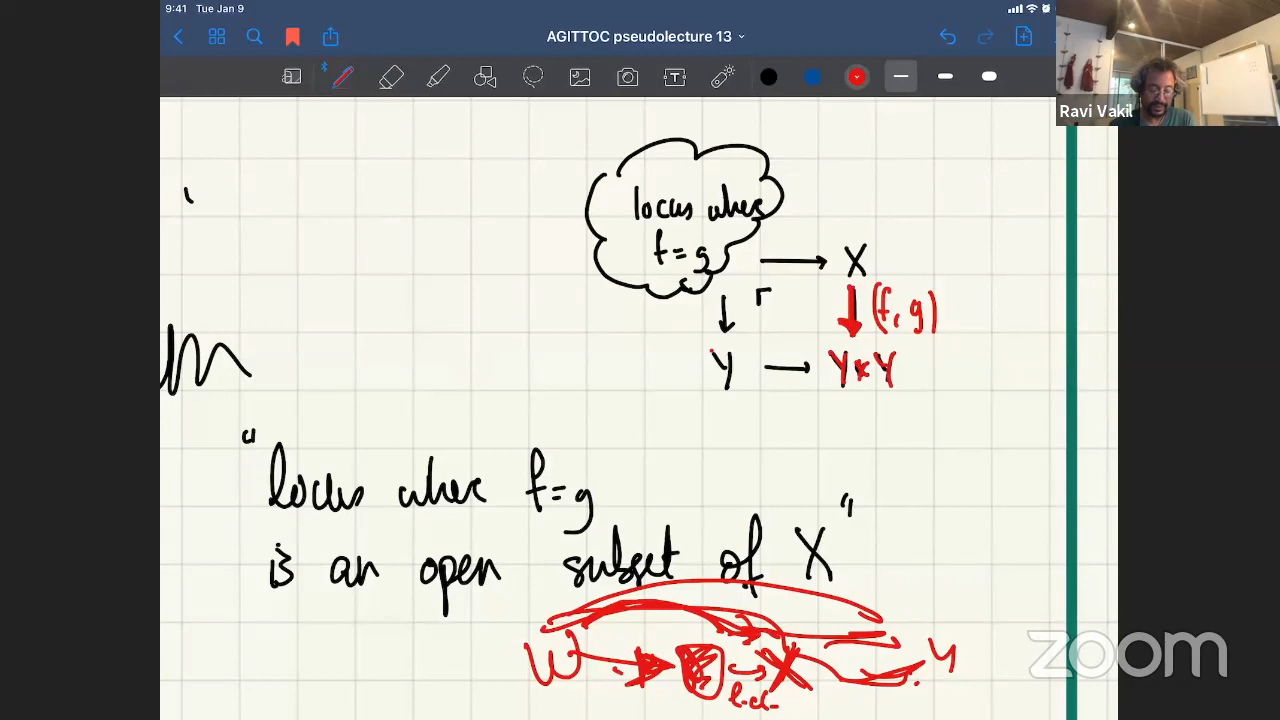 9:41 Tue Jan 9
AGITTOC pseudolecture 13
T
Ravi Vakil
locus where
f = g
X
(f, g)
Y
Y x Y
"locus where f = g
is an open subset of X"
W
X
Y
zoom